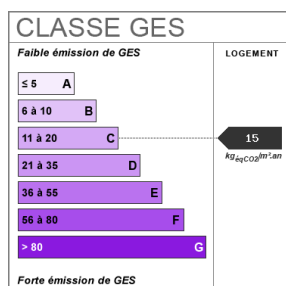 CLASSE GES
Faible émission de GES
LOGEMENT
≤ 5 A
6 à 10 B
11 à 20 C
15
kgéqCO2/m².an
21 à 35 D
36 à 55 E
56 à 80 F
> 80 G
Forte émission de GES